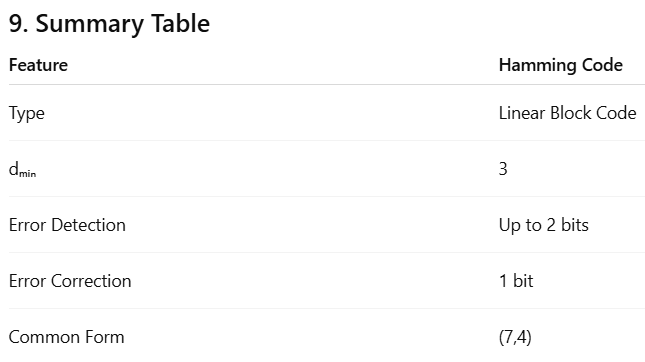 9. Summary Table
Feature Hamming Code
Type Linear Block Code
dₘᵢₙ 3
Error Detection Up to 2 bits
Error Correction 1 bit
Common Form (7,4)